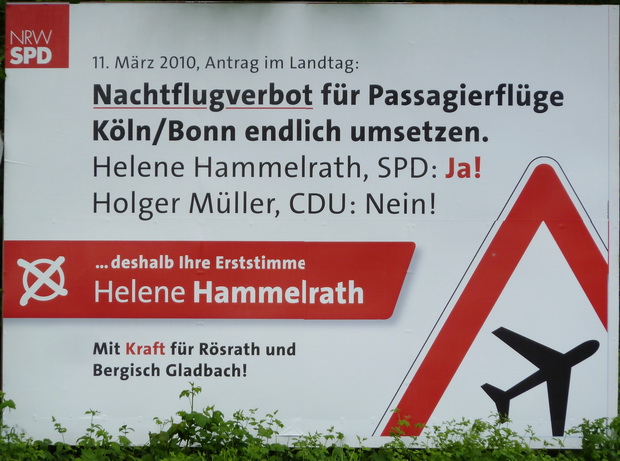 NRW
SPD
11. März 2010, Antrag im Landtag:
Nachtflugverbot für Passagierflüge
Köln/Bonn endlich umsetzen.
Helene Hammelrath, SPD: Ja!
Holger Müller, CDU: Nein!
...deshalb Ihre Erststimme
Helene Hammelrath
Mit Kraft für Rösrath und
Bergisch Gladbach!